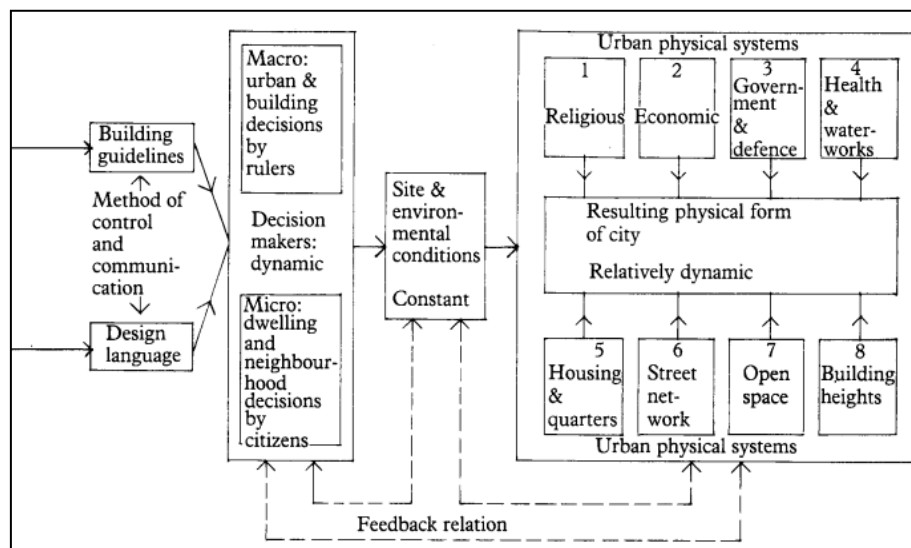 Building
guidelines
Method of
control
and
communi-
cation
Design
language
Macro:
urban &
building
decisions
by
rulers
Decision
makers:
dynamic
Micro:
dwelling
and
neighbour-
hood
decisions
by
citizens
Site &
environ-
mental
conditions
Constant
Urban physical systems
1
Religious
2
Economic
3
Govern-
ment
&
defence
4
Health
&
water-
works
Resulting physical form
of city
Relatively dynamic
5
Housing
&
quarters
6
Street
net-
work
7
Open
space
8
Building
heights
Urban physical systems
Feedback relation